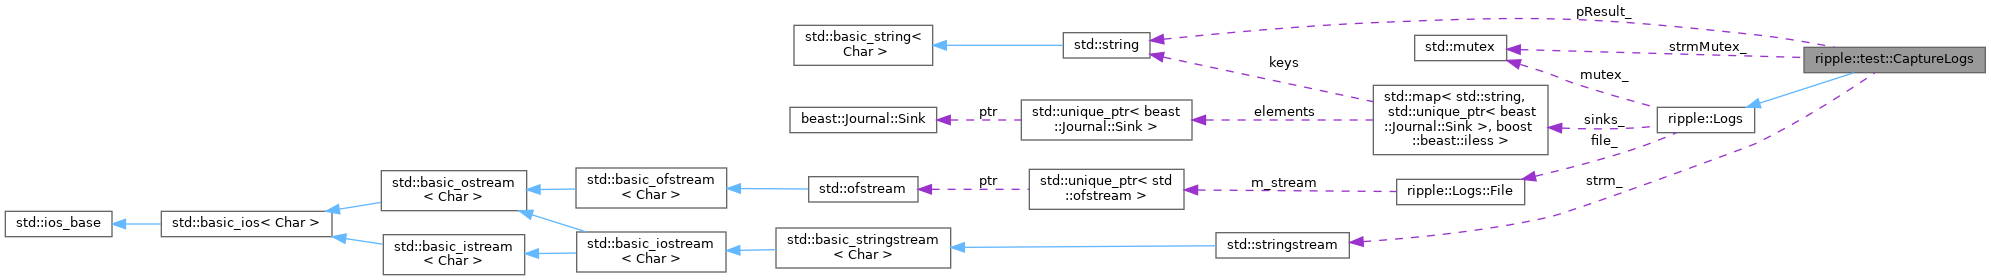 pResult_
std::basic_string<
Char >
std::string
std::mutex
strmMutex_
ripple::test::CaptureLogs
keys
mutex_
std::map< std::string,
std::unique_ptr< beast
::Journal::Sink >, boost
::beast::iless >
beast::Journal::Sink
ptr
std::unique_ptr< beast
::Journal::Sink >
elements
sinks_
ripple::Logs
file_
std::basic_ostream
< Char >
std::basic_ofstream
< Char >
std::ofstream
ptr
std::unique_ptr< std
::ofstream >
m_stream
ripple::Logs::File
strm_
std::ios_base
std::basic_ios< Char >
std::basic_istream
< Char >
std::basic_iostream
< Char >
std::basic_stringstream
< Char >
std::stringstream